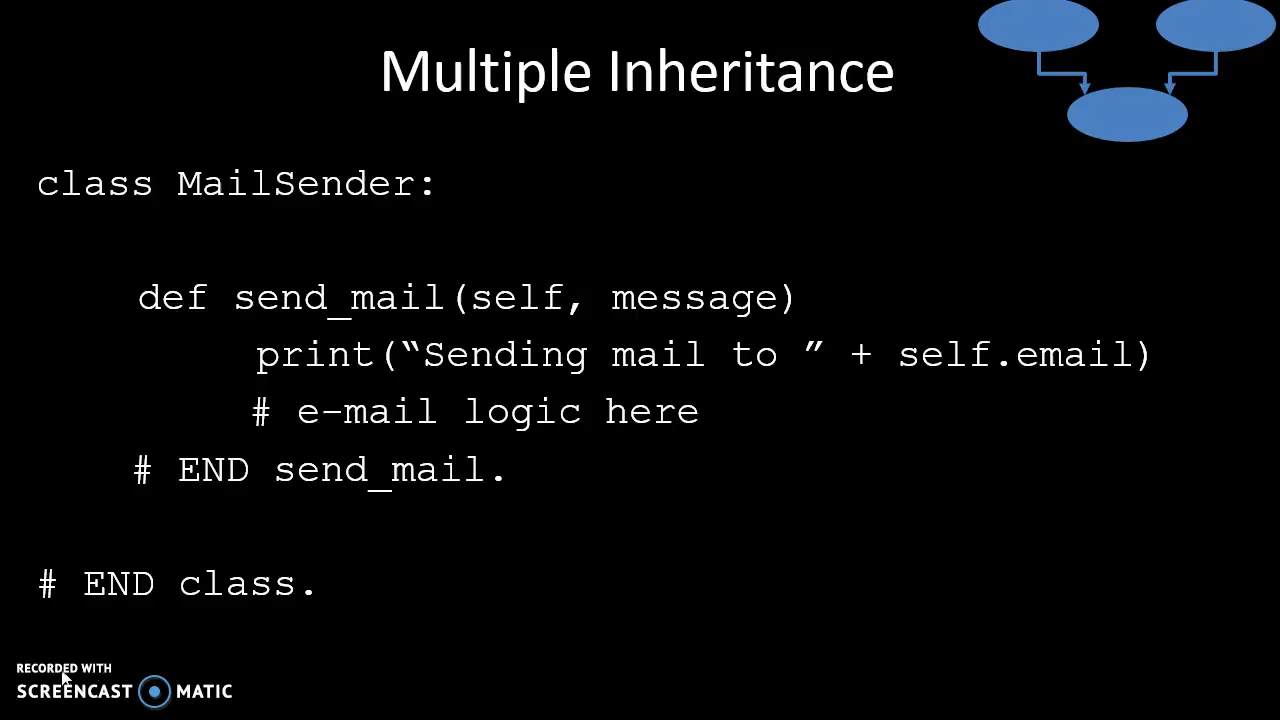 Multiple Inheritance
class MailSender:
def send_mail(self, message)
print(“Sending mail to ” + self.email)
# e-mail logic here
# END send_mail.
# END class.
RECORDED WITH
SCREENCAST MATIC